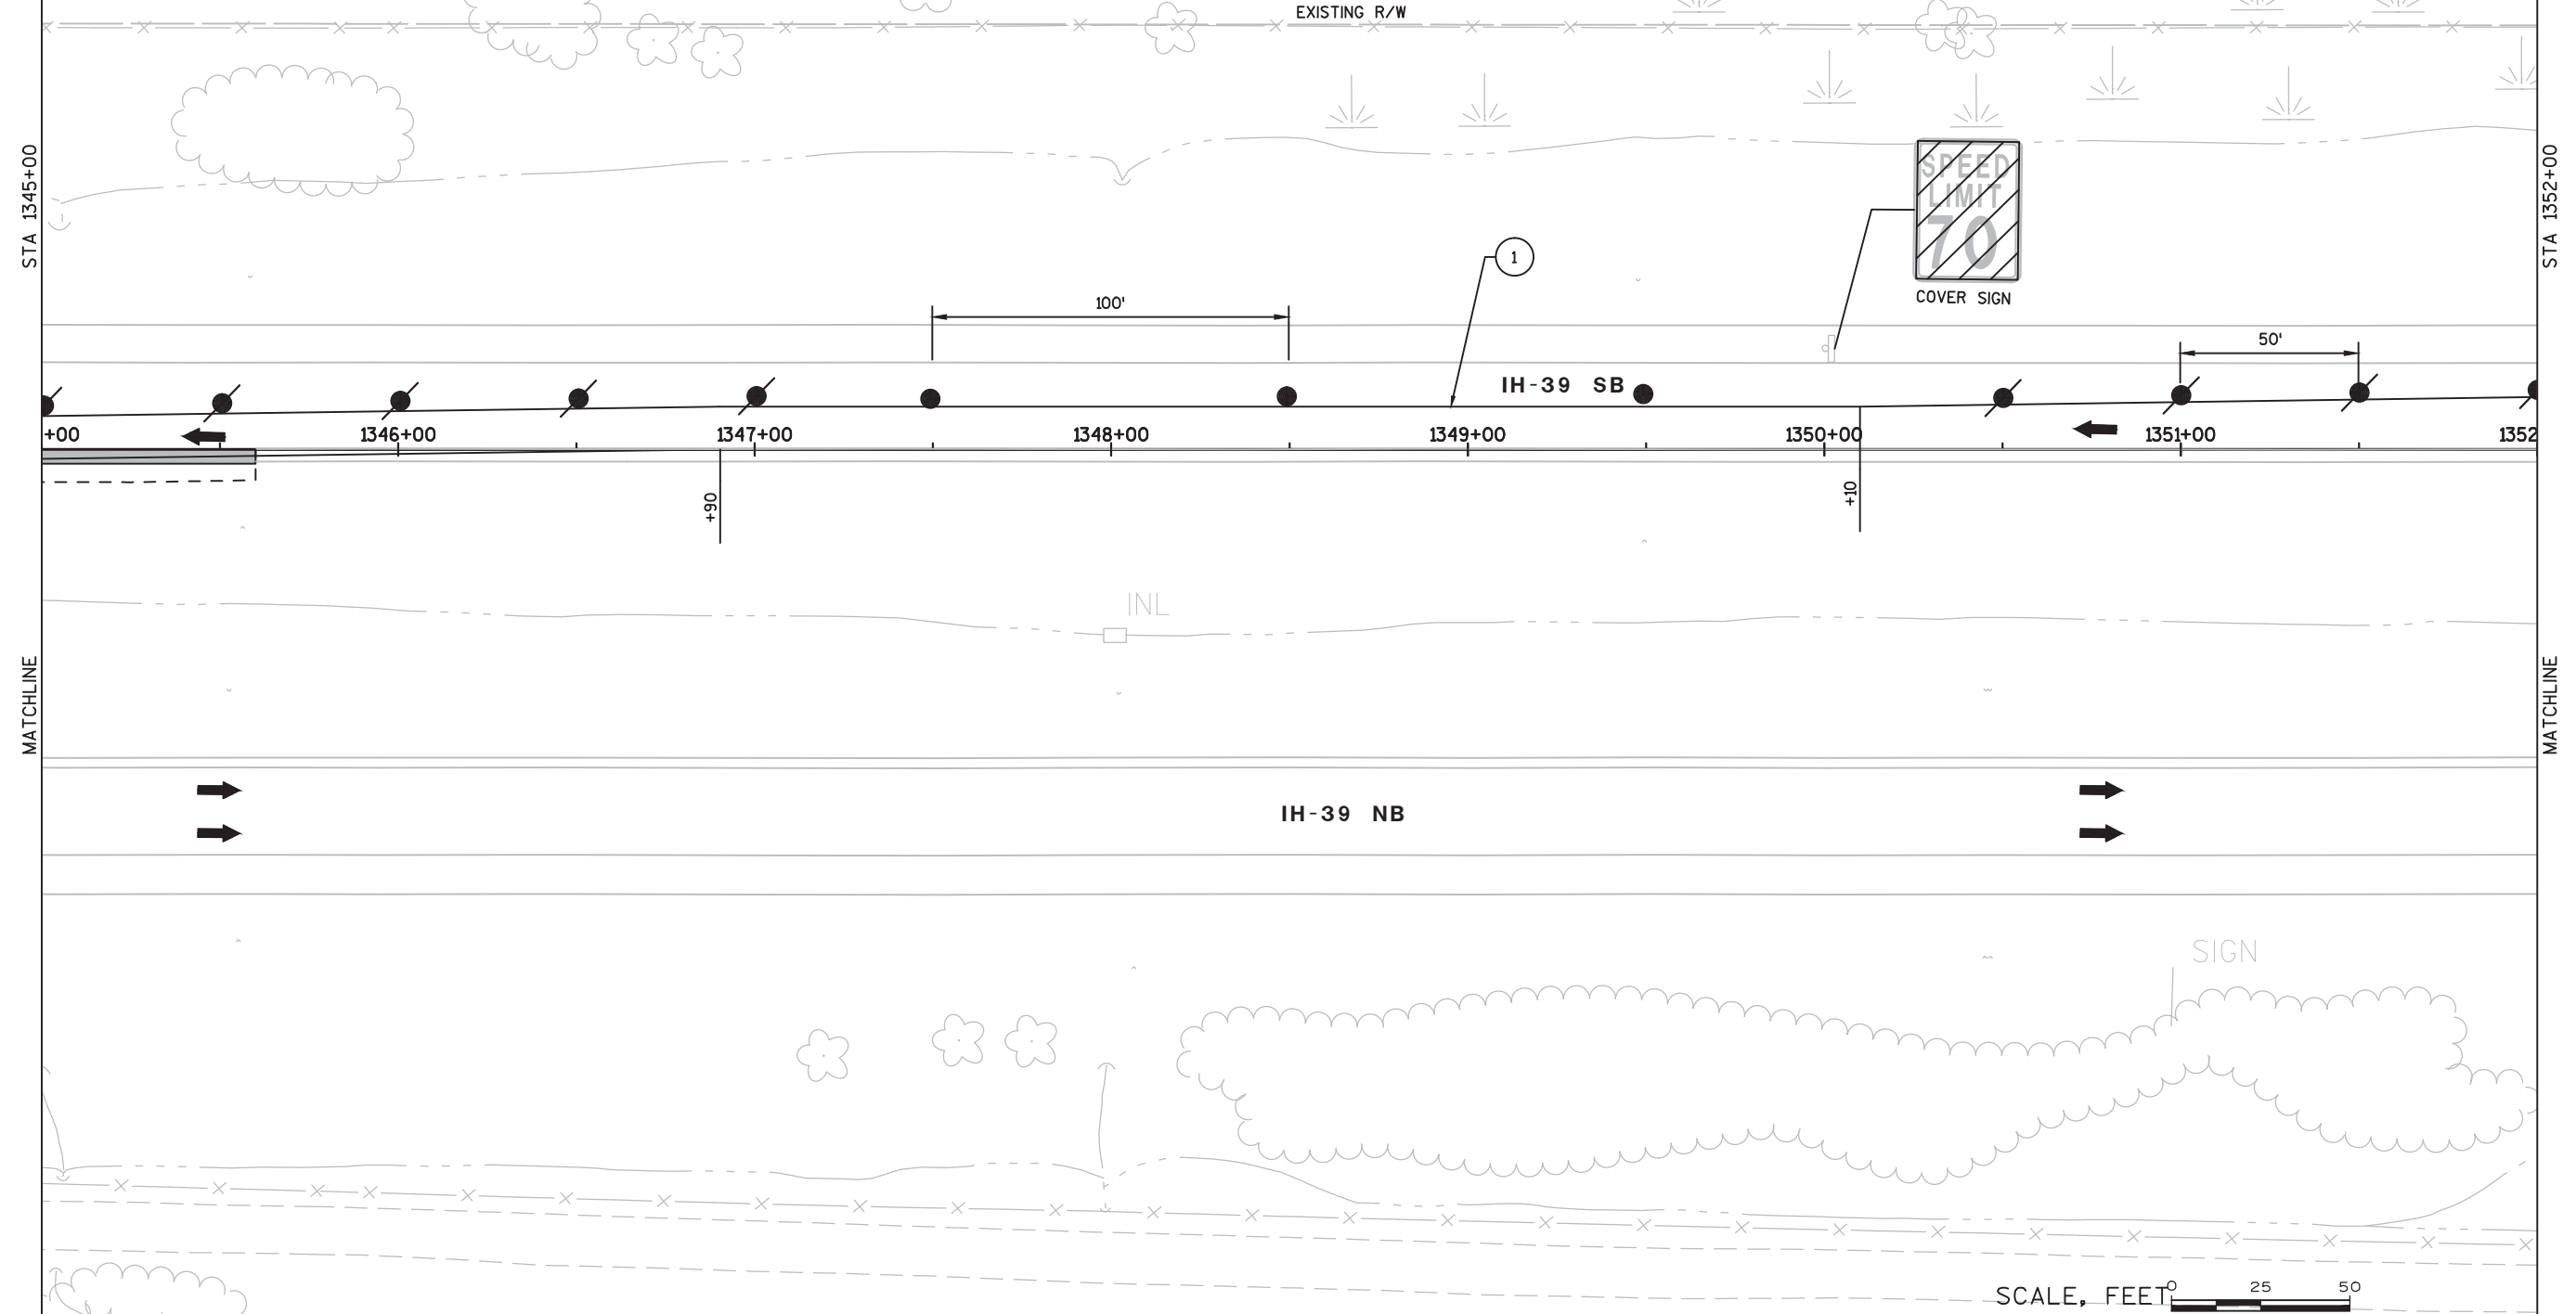 EXISTING R/W
STA 1345+00
STA 1352+00
SPEED
LIMIT
70
COVER SIGN
1
100'
50'
IH-39 SB
+00
1346+00
1347+00
1348+00
1349+00
1350+00
1351+00
1352
+90
+10
INL
MATCHLINE
MATCHLINE
IH-39 NB
SIGN
SCALE, FEET
0 25 50